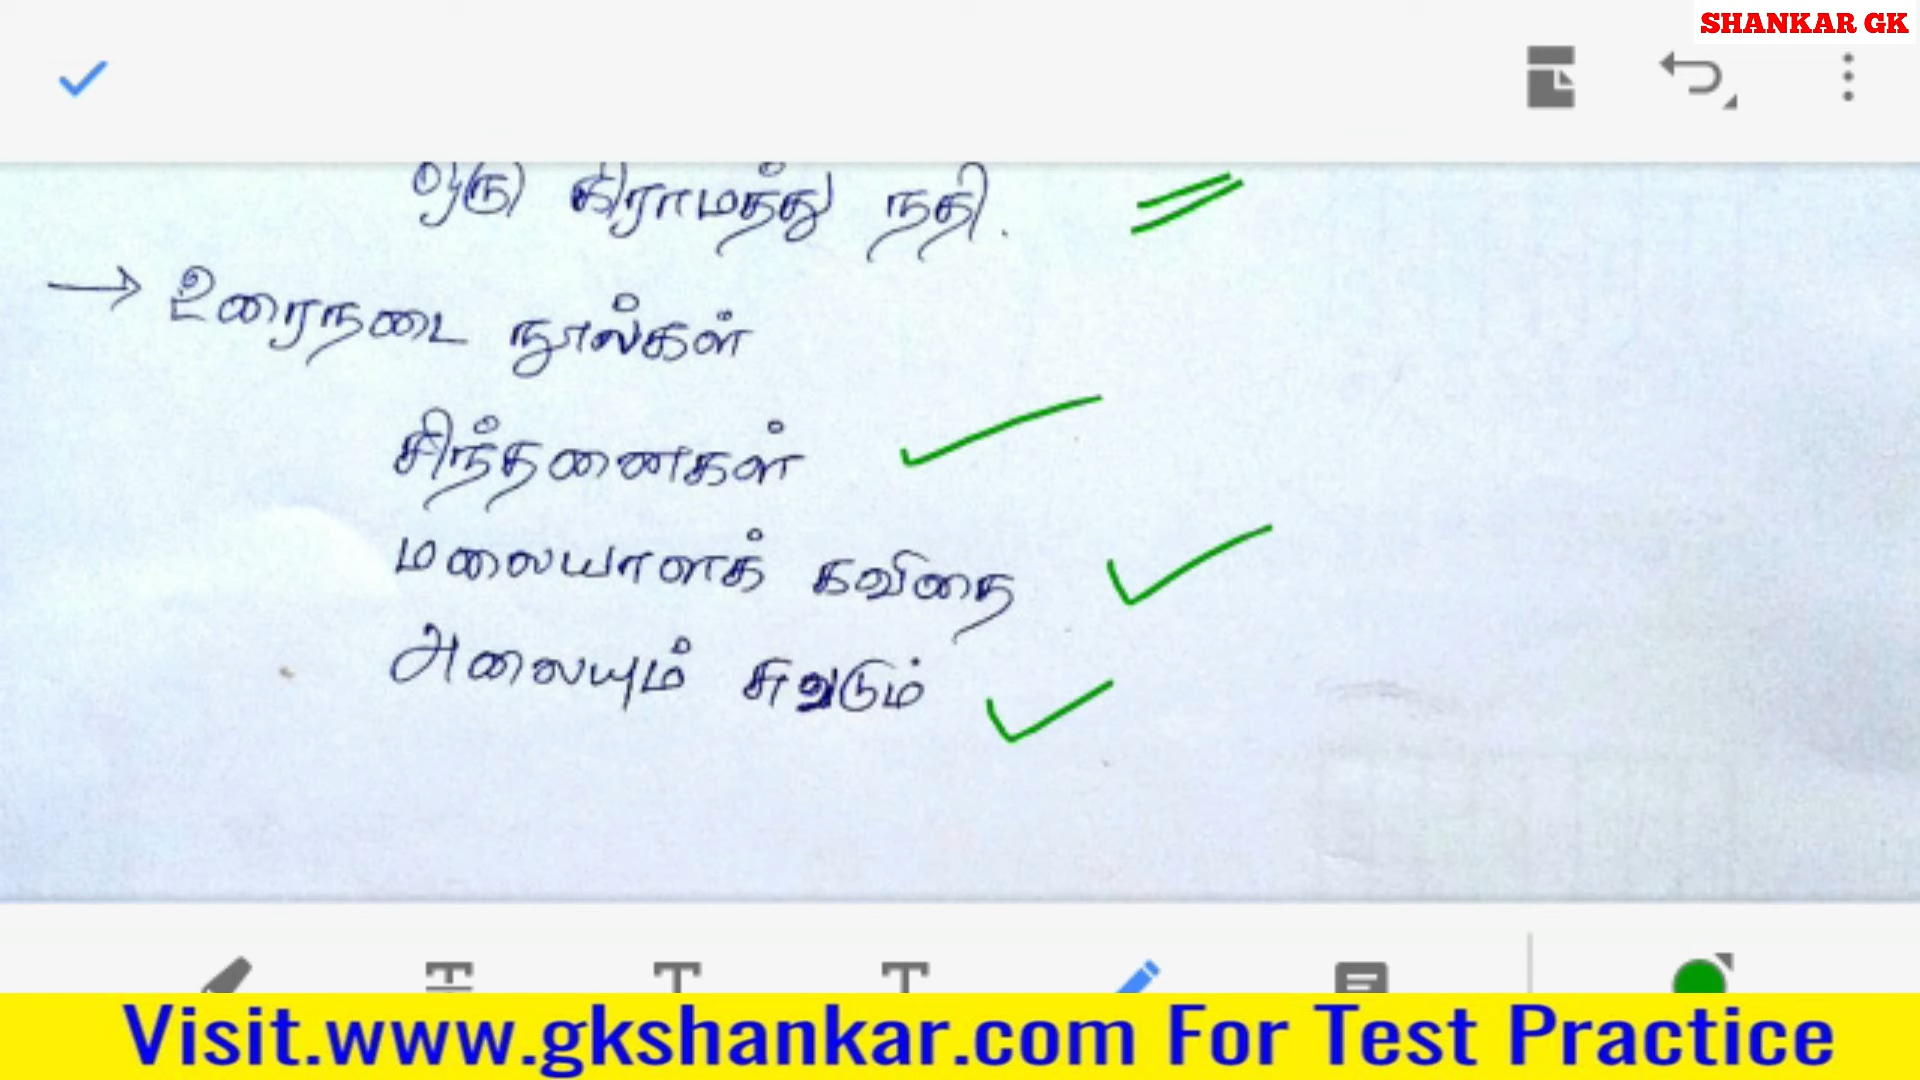 SHANKAR GK
ஒரு கிராமத்து நதி.
→ உரைநடை நூல்கள்
சிந்தனைகள்
மலையாளக் கவிதை
அலையும் சுவடும்
Visit.www.gkshankar.com For Test Practice